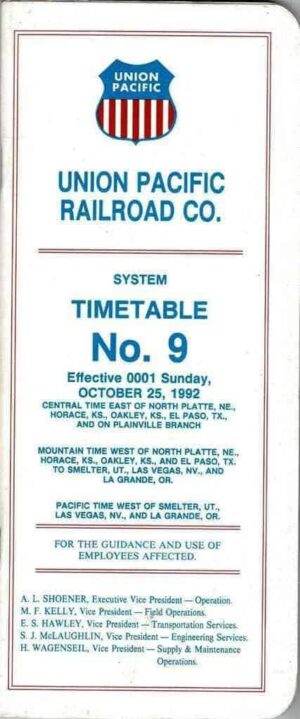 UNION
PACIFIC
UNION PACIFIC
RAILROAD CO.
SYSTEM
TIMETABLE
No. 9
Effective 0001 Sunday,
OCTOBER 25, 1992
CENTRAL TIME EAST OF NORTH PLATTE, NE.,
HORACE, KS., OAKLEY, KS., EL PASO, TX.,
AND ON PLAINVILLE BRANCH
MOUNTAIN TIME WEST OF NORTH PLATTE, NE.,
HORACE, KS., OAKLEY, KS., AND EL PASO, TX.
TO SMELTER, UT., LAS VEGAS, NV., AND
LA GRANDE, OR.
PACIFIC TIME WEST OF SMELTER, UT.,
LAS VEGAS, NV., AND LA GRANDE, OR.
FOR THE GUIDANCE AND USE OF
EMPLOYEES AFFECTED.
A. L. SHOENER, Executive Vice President — Operation.
M. F. KELLY, Vice President — Field Operations.
E. S. HAWLEY, Vice President — Transportation Services.
S. J. McLAUGHLIN, Vice President — Engineering Services.
H. WAGENSEIL, Vice President — Supply & Maintenance
Operations.